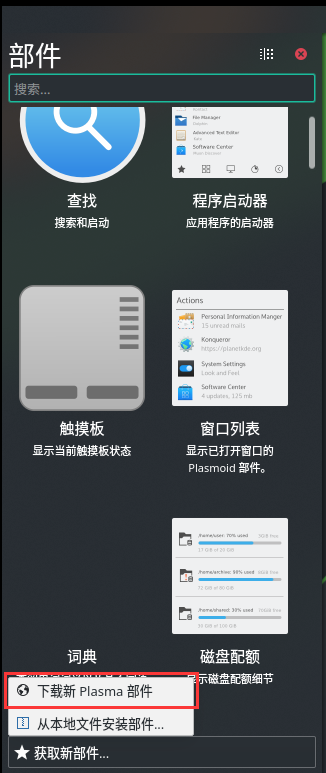 部件
搜索...
File Manager
Advanced Text Editor
Software Center
查找
搜索和启动
程序启动器
应用程序的启动器
Actions
Personal Information Manger
15 unread mails
Konqueror
https://planetkde.org
System Settings
Look and Feel
Software Center
4 updates, 125 mb
触摸板
显示当前触摸板状态
窗口列表
显示已打开窗口的
Plasmoid 部件。
/home/user: 70% used
/home/archive: 90% used
/home/shared: 30% used
词典
磁盘配额
显示磁盘配额细节
下载新 Plasma 部件
从本地文件安装部件...
获取新部件...